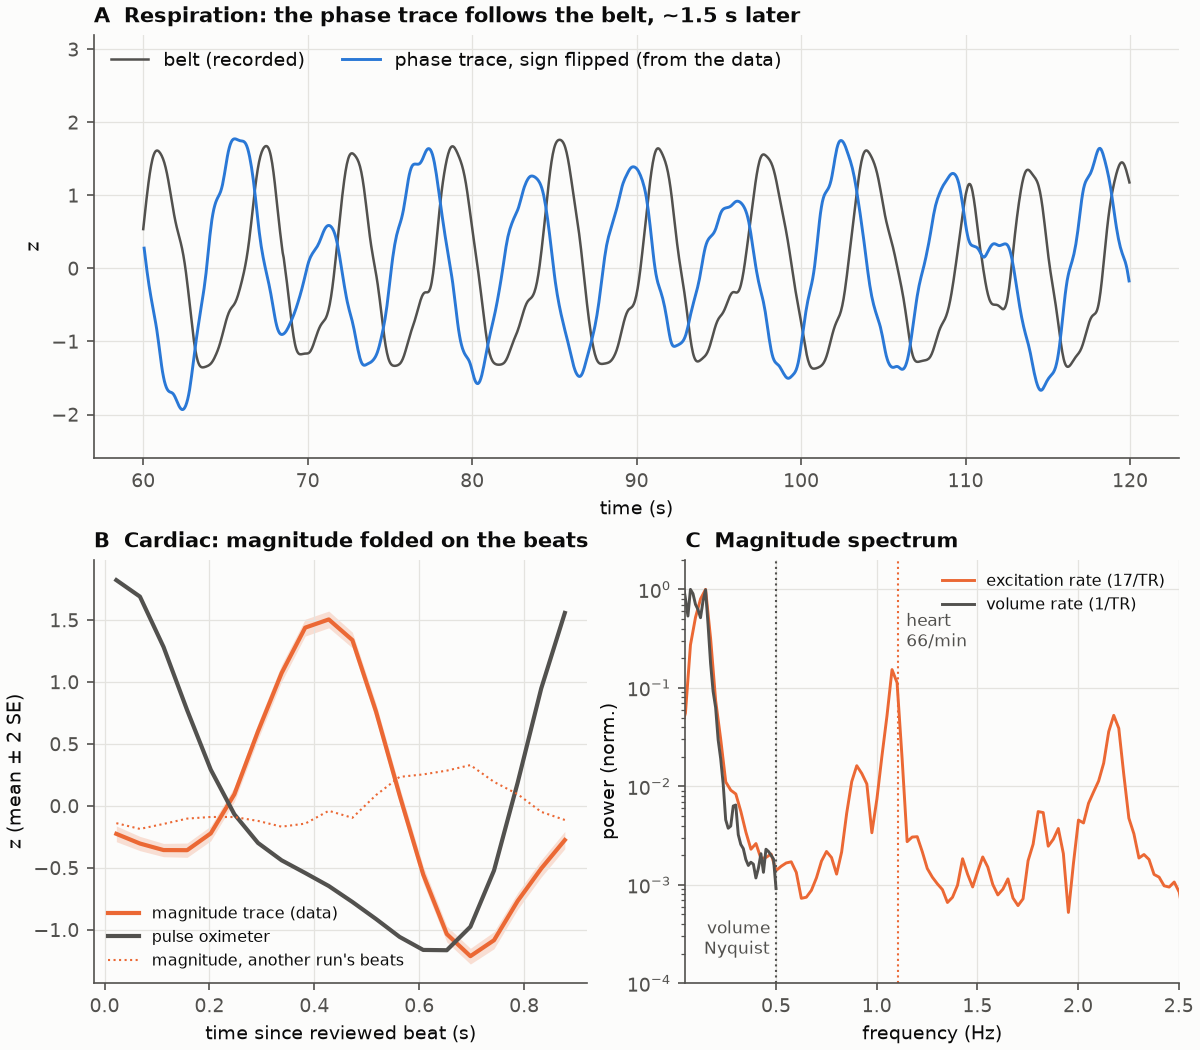 A  Respiration: the phase trace follows the belt, ~1.5 s later
belt (recorded)
phase trace, sign flipped (from the data)
3
2
1
0
−1
−2
z
60
70
80
90
100
110
120
time (s)
B  Cardiac: magnitude folded on the beats
1.5
1.0
0.5
0.0
−0.5
−1.0
z (mean ± 2 SE)
magnitude trace (data)
pulse oximeter
magnitude, another run's beats
0.0
0.2
0.4
0.6
0.8
time since reviewed beat (s)
C  Magnitude spectrum
excitation rate (17/TR)
volume rate (1/TR)
heart
66/min
volume
Nyquist
10⁰
10⁻¹
10⁻²
10⁻³
10⁻⁴
power (norm.)
0.5
1.0
1.5
2.0
2.5
frequency (Hz)